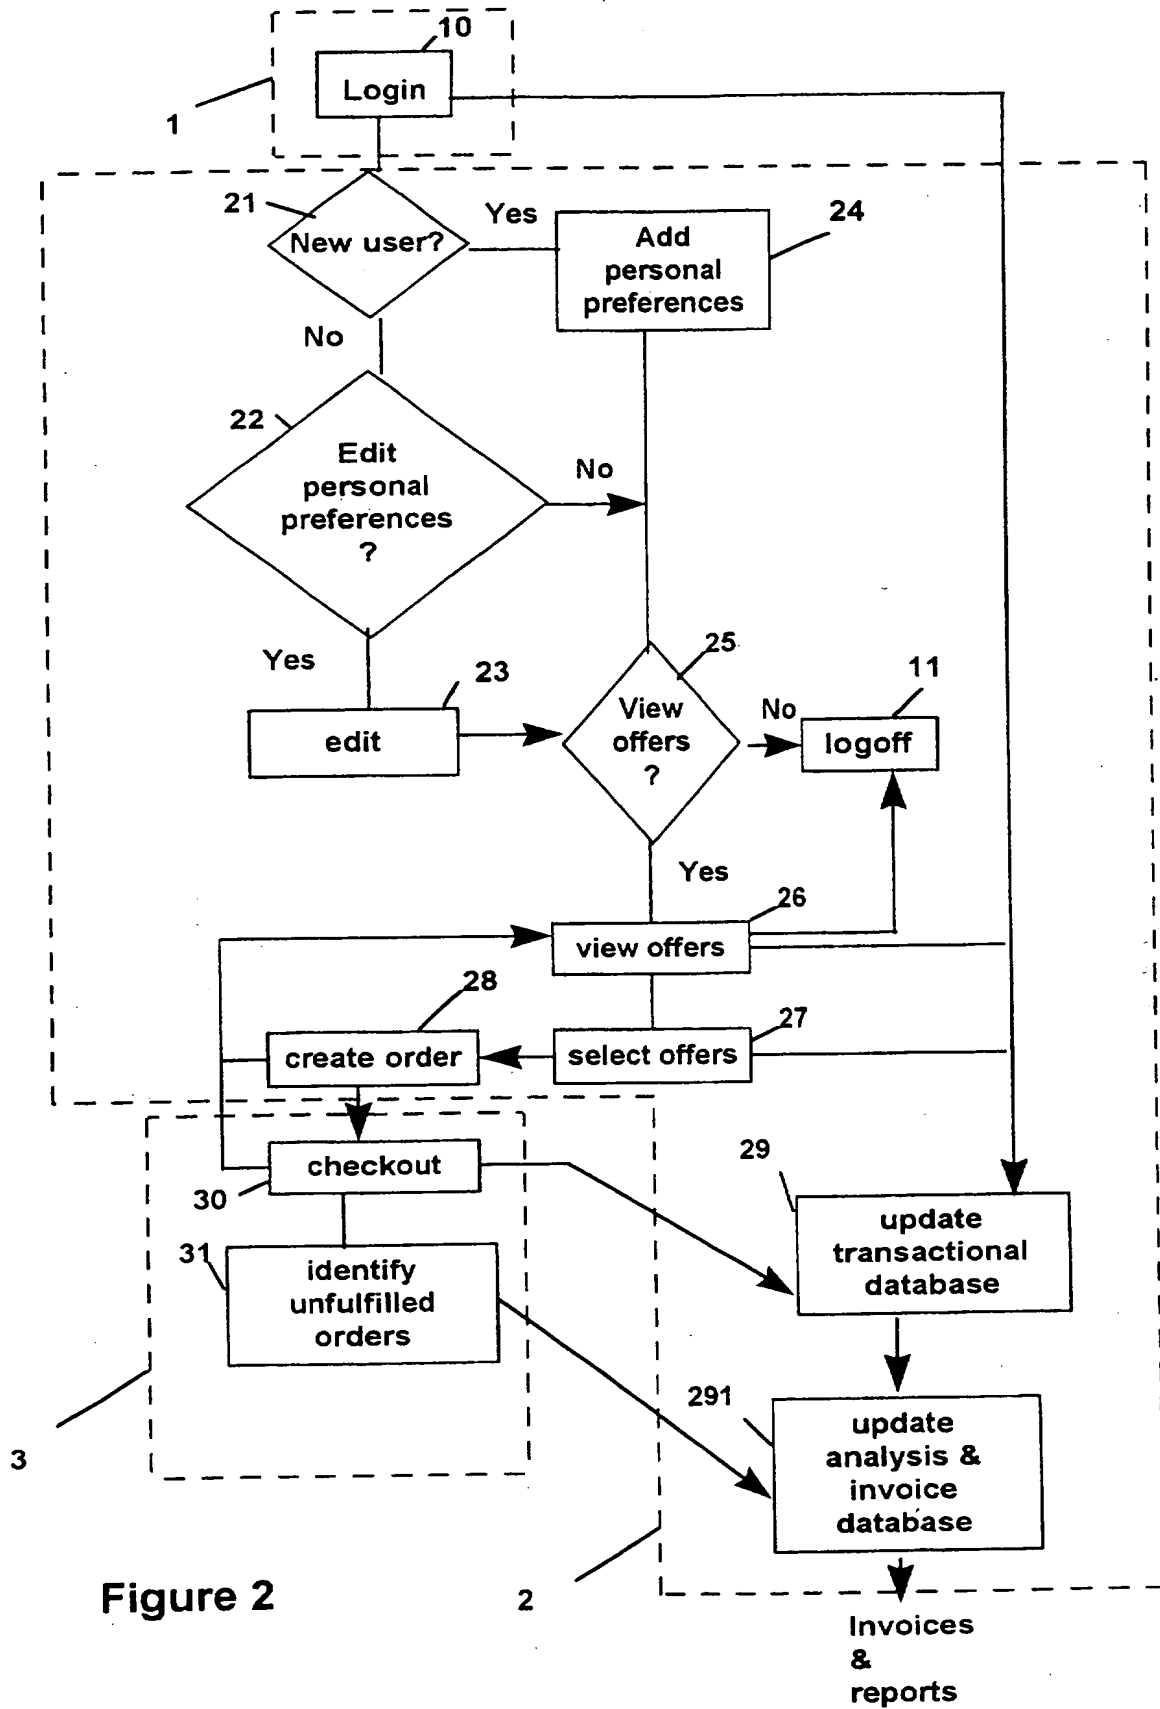 10
Login
1
21
New user?
Yes
24
Add
personal
preferences
No
22
Edit
personal
preferences
?
No
Yes
23
edit
25
View
offers
?
No
11
logoff
Yes
26
view offers
28
create order
27
select offers
checkout
30
29
update
transactional
database
31
identify
unfulfilled
orders
291
update
analysis &
invoice
database
3
2
Figure 2
Invoices
&
reports